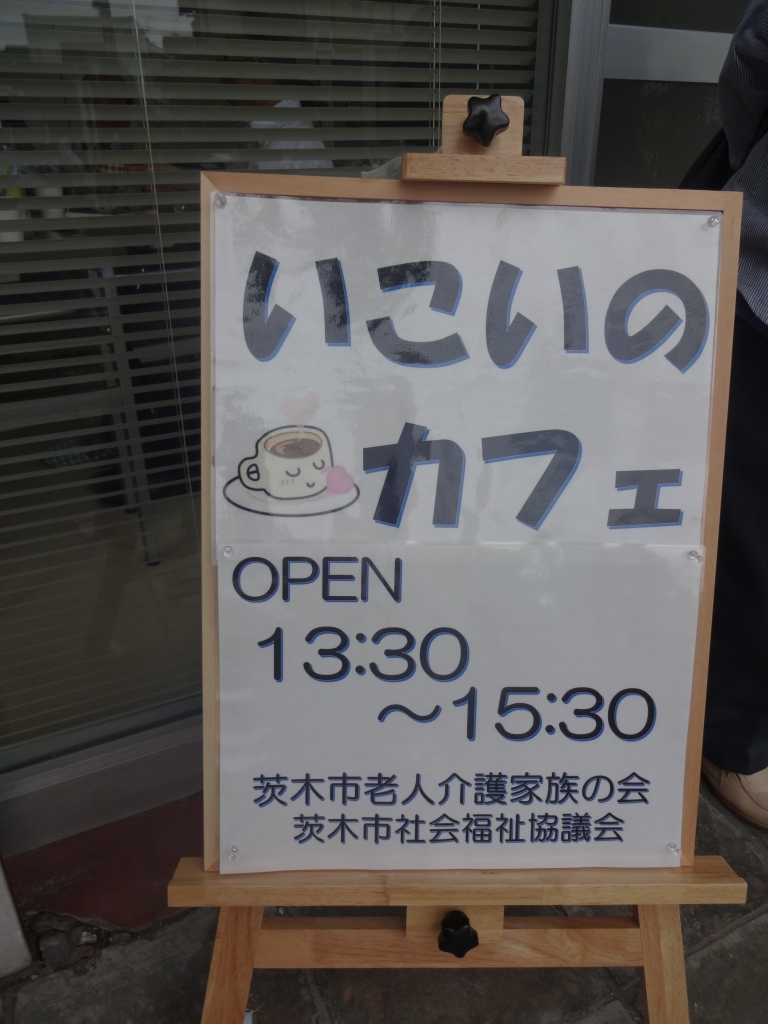 いこいの
カフェ
OPEN
13:30
～15:30
茨木市老人介護家族の会
茨木市社会福祉協議会